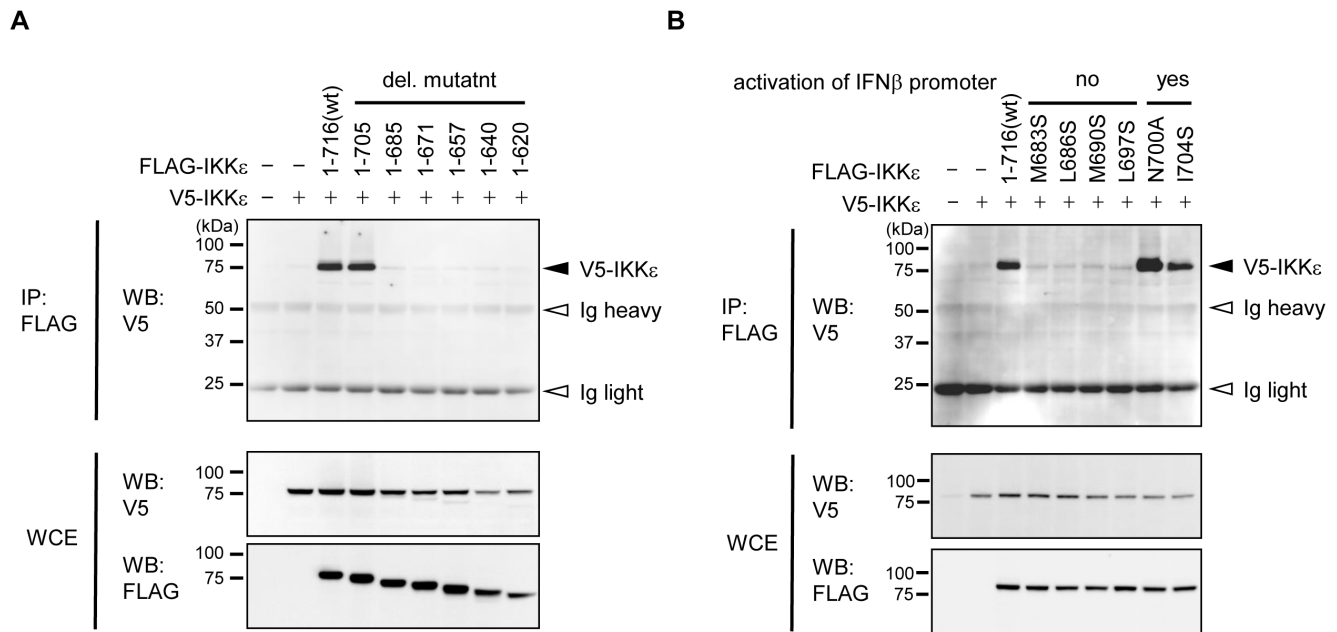 A
del. mutatnt
FLAG-IKKε – – 1–716(wt) 1–705 1–685 1–671 1–657 1–640 1–620
V5-IKKε – + + + + + + + +
(kDa)
100
75
50
37
25
IP:
FLAG
WB:
V5
V5-IKKε
Ig heavy
Ig light
WCE
WB:
V5
100
75
WB:
FLAG
100
75
B
activation of IFNβ promoter no yes
FLAG-IKKε – – 1–716(wt) M683S L686S M690S L697S N700A I704S
V5-IKKε – + + + + + + + +
(kDa)
100
75
50
37
25
IP:
FLAG
WB:
V5
V5-IKKε
Ig heavy
Ig light
WCE
WB:
V5
100
75
WB:
FLAG
100
75